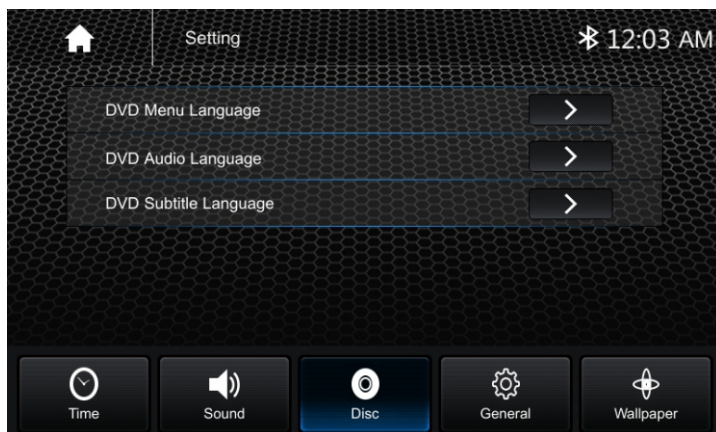 Setting
12:03 AM
DVD Menu Language
DVD Audio Language
DVD Subtitle Language
Time
Sound
Disc
General
Wallpaper